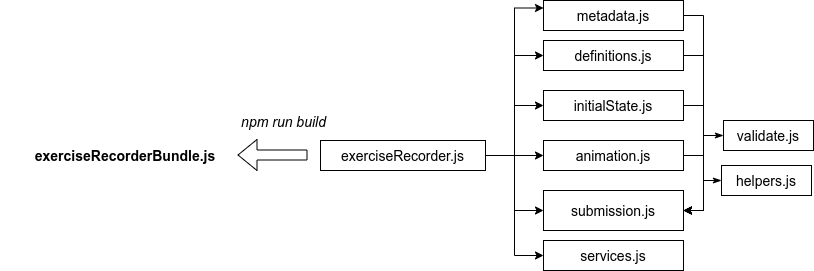 metadata.js
definitions.js
initialState.js
npm run build
validate.js
exerciseRecorderBundle.js
exerciseRecorder.js
animation.js
helpers.js
submission.js
services.js